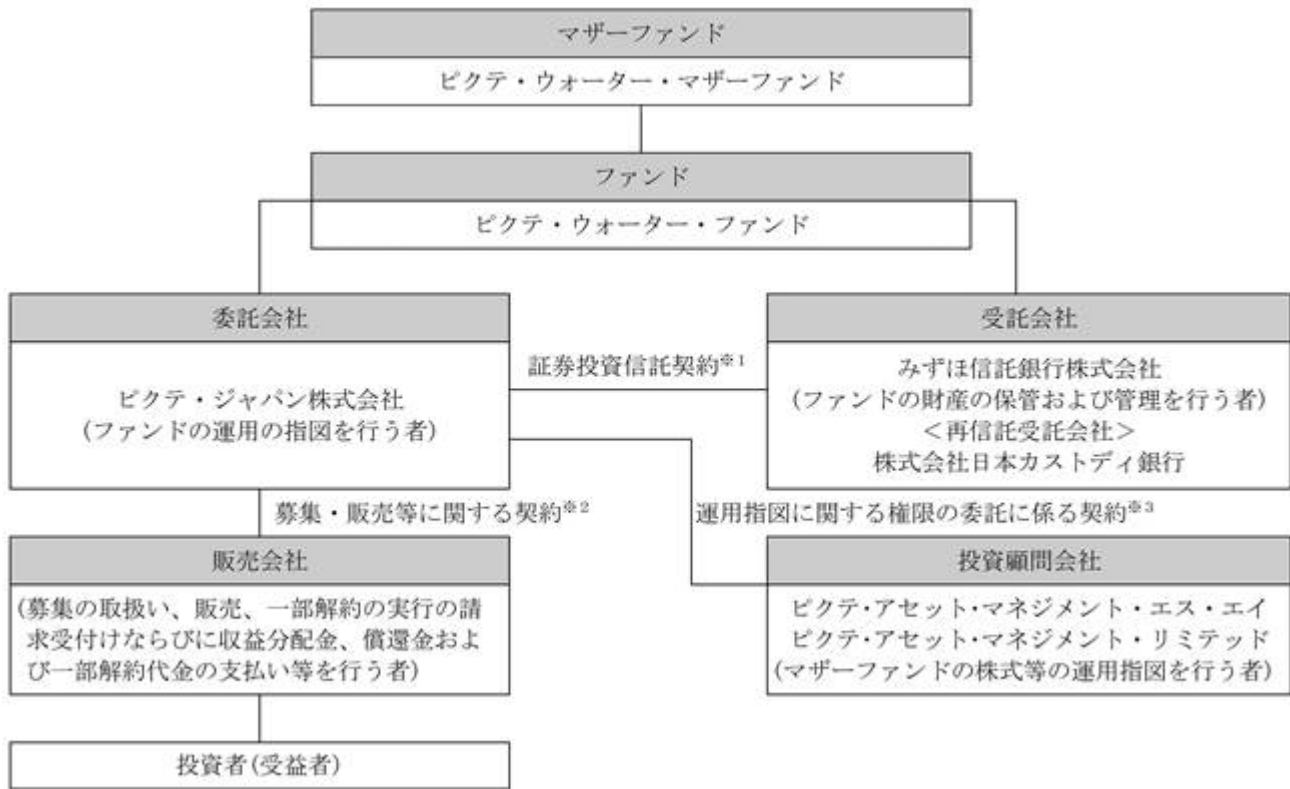 マザーファンド
ピクテ・ウォーター・マザーファンド
ファンド
ピクテ・ウォーター・ファンド
委託会社
ピクテ・ジャパン株式会社
(ファンドの運用の指図を行う者)
証券投資信託契約※1
受託会社
みずほ信託銀行株式会社
(ファンドの財産の保管および管理を行う者)
＜再信託受託会社＞
株式会社日本カストディ銀行
募集・販売等に関する契約※2
運用指図に関する権限の委託に係る契約※3
販売会社
(募集の取扱い、販売、一部解約の実行の請
求受付けならびに収益分配金、償還金およ
び一部解約代金の支払い等を行う者)
投資顧問会社
ピクテ・アセット・マネジメント・エス・エイ
ピクテ・アセット・マネジメント・リミテッド
(マザーファンドの株式等の運用指図を行う者)
投資者(受益者)